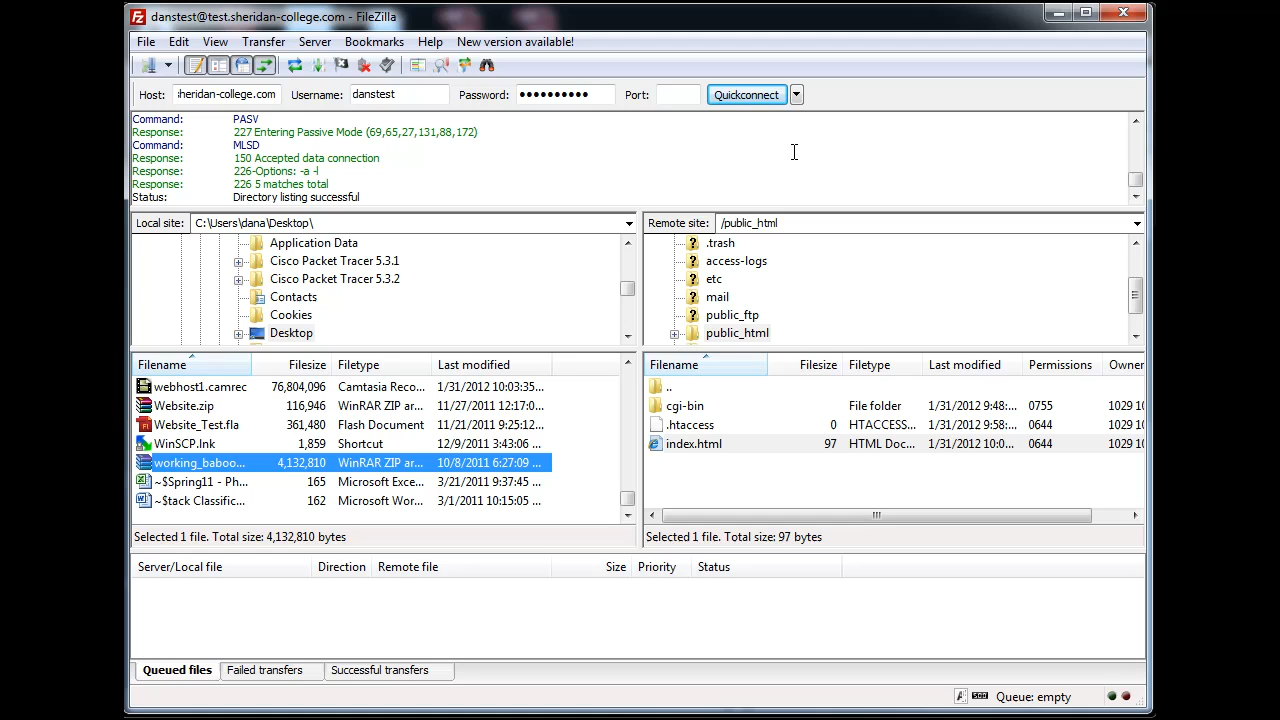 danstest@test.sheridan-college.com - FileZilla
File Edit View Transfer Server Bookmarks Help New version available!
Host: sheridan-college.com Username: danstest Password: ●●●●●●●●●● Port: Quickconnect
Command: PASV
Response: 227 Entering Passive Mode (69,65,27,131,88,172)
Command: MLSD
Response: 150 Accepted data connection
Response: 226-Options: -a -l
Response: 226 5 matches total
Status: Directory listing successful
Local site: C:\Users\dana\Desktop\
Application Data
Cisco Packet Tracer 5.3.1
Cisco Packet Tracer 5.3.2
Contacts
Cookies
Desktop
Remote site: /public_html
.trash
access-logs
etc
mail
public_ftp
public_html
Filename Filesize Filetype Last modified
webhost1.camrec 76,804,096 Camtasia Reco... 1/31/2012 10:03:35...
Website.zip 116,946 WinRAR ZIP ar... 11/27/2011 12:17:0...
Website_Test.fla 361,480 Flash Document 11/21/2011 9:25:12...
WinSCP.lnk 1,859 Shortcut 12/9/2011 3:43:06 ...
working_baboo... 4,132,810 WinRAR ZIP ar... 10/8/2011 6:27:09 ...
~$Spring11 - Ph... 165 Microsoft Exce... 3/21/2011 9:37:45 ...
~$tack Classific... 162 Microsoft Wor... 3/1/2011 10:15:05 ...
Selected 1 file. Total size: 4,132,810 bytes
Filename Filesize Filetype Last modified Permissions Owner
..
cgi-bin File folder 1/31/2012 9:48:... 0755 1029 10
.htaccess 0 HTACCESS... 1/31/2012 9:58:... 0644 1029 10
index.html 97 HTML Doc... 1/31/2012 10:0... 0644 1029 10
Selected 1 file. Total size: 97 bytes
Server/Local file Direction Remote file Size Priority Status
Queued files Failed transfers Successful transfers
Queue: empty